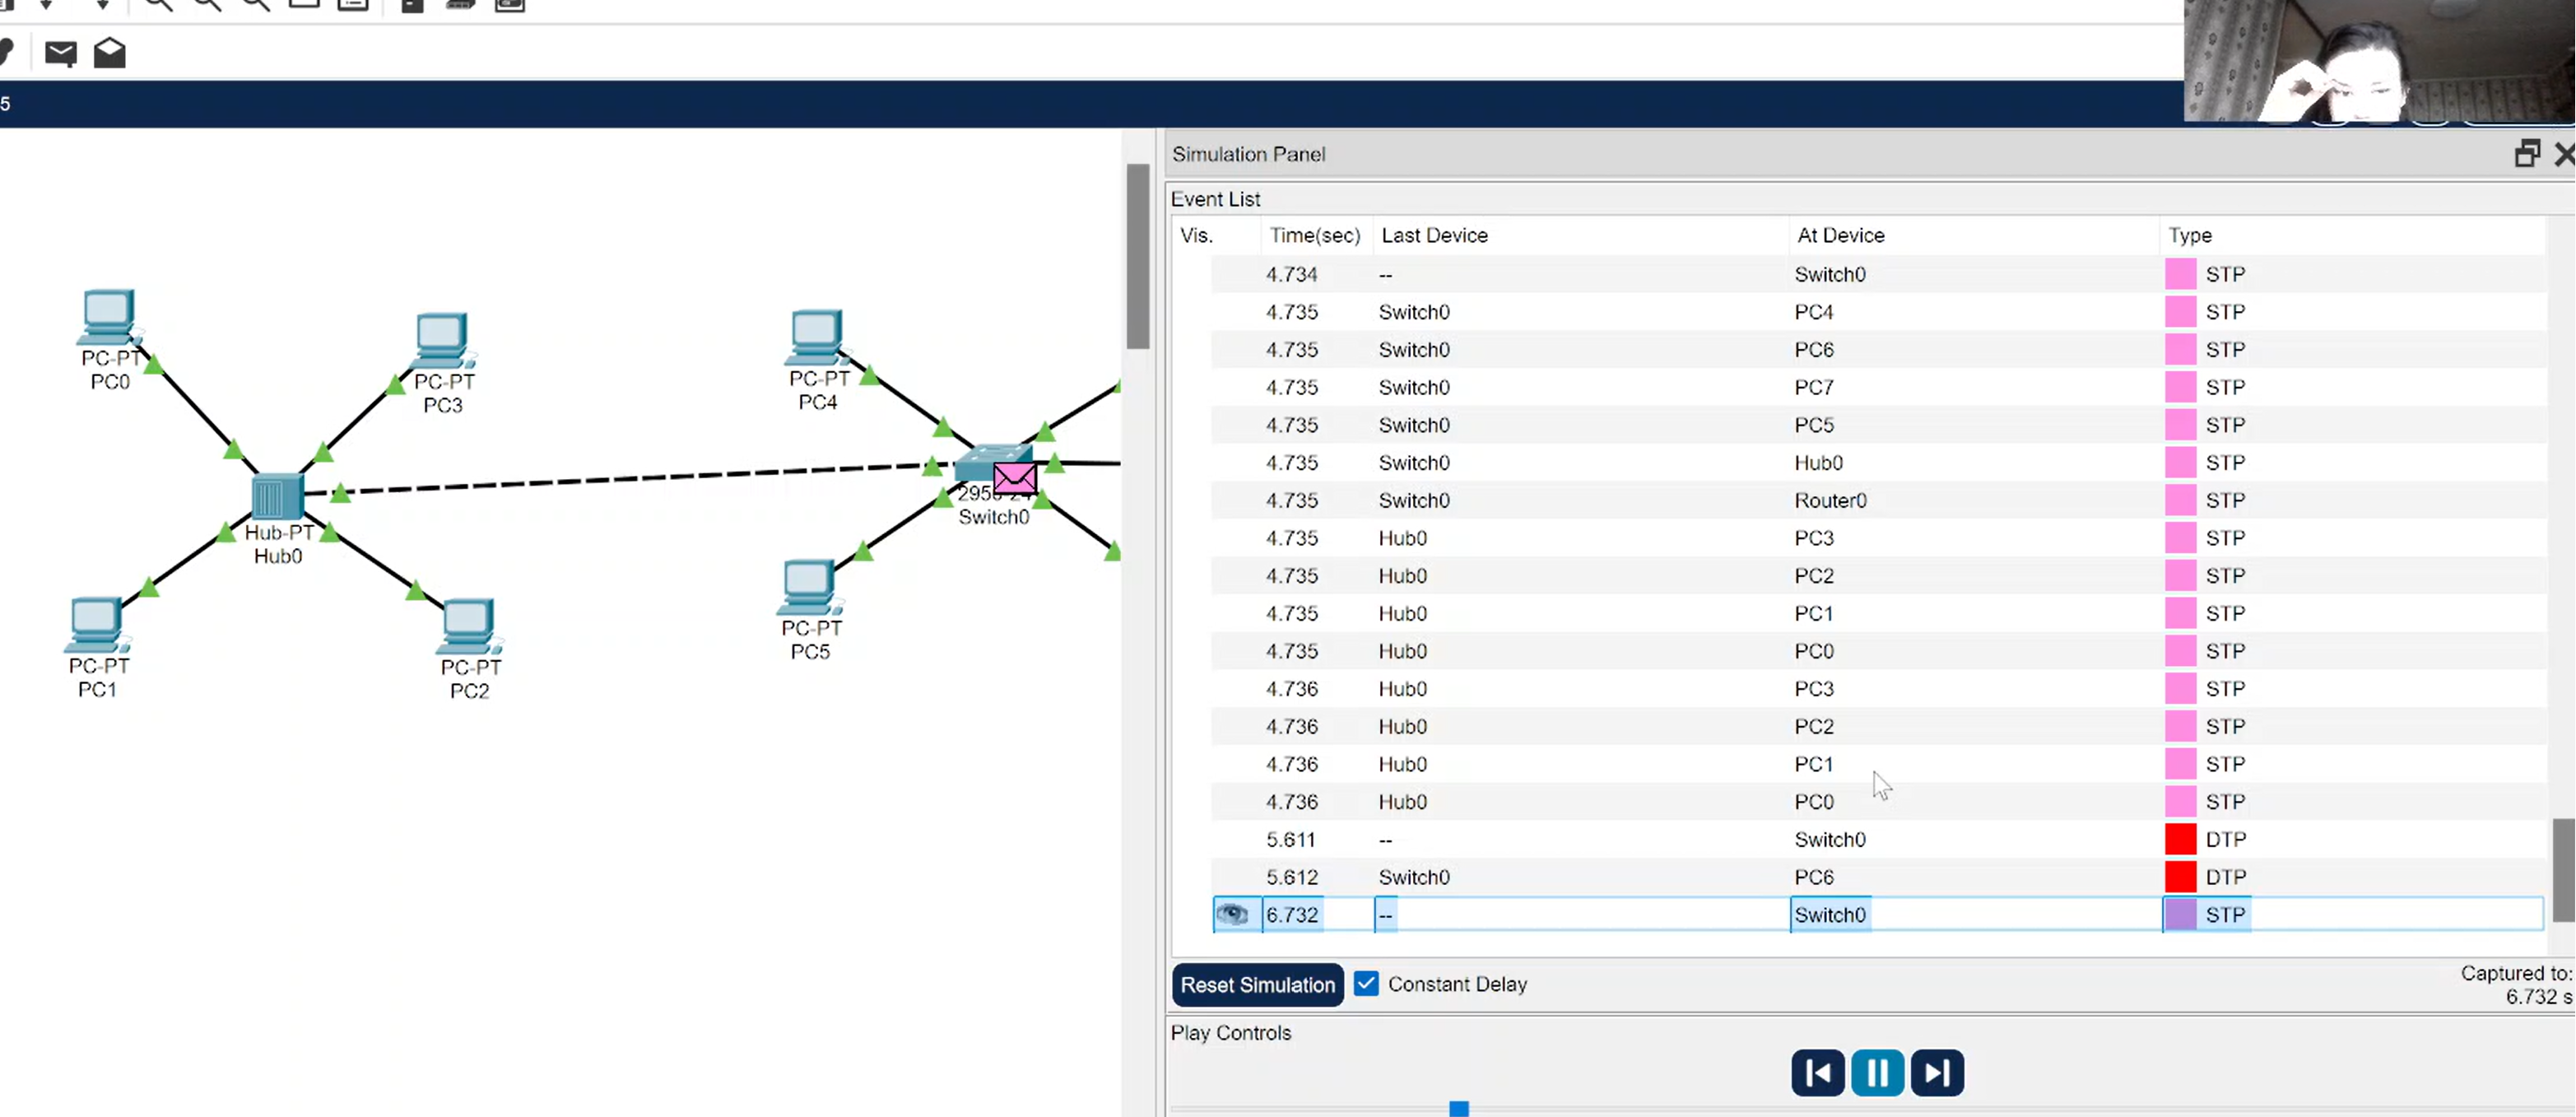 5
Simulation Panel
Event List
Vis. Time(sec) Last Device At Device Type
4.734 -- Switch0 STP
4.735 Switch0 PC4 STP
4.735 Switch0 PC6 STP
4.735 Switch0 PC7 STP
4.735 Switch0 PC5 STP
4.735 Switch0 Hub0 STP
4.735 Switch0 Router0 STP
4.735 Hub0 PC3 STP
4.735 Hub0 PC2 STP
4.735 Hub0 PC1 STP
4.735 Hub0 PC0 STP
4.736 Hub0 PC3 STP
4.736 Hub0 PC2 STP
4.736 Hub0 PC1 STP
4.736 Hub0 PC0 STP
5.611 -- Switch0 DTP
5.612 Switch0 PC6 DTP
6.732 -- Switch0 STP
Reset Simulation Constant Delay
Captured to:
6.732 s
Play Controls
PC-PT
PC0
PC-PT
PC3
PC-PT
PC4
Hub-PT
Hub0
Switch0
PC-PT
PC1
PC-PT
PC2
PC-PT
PC5